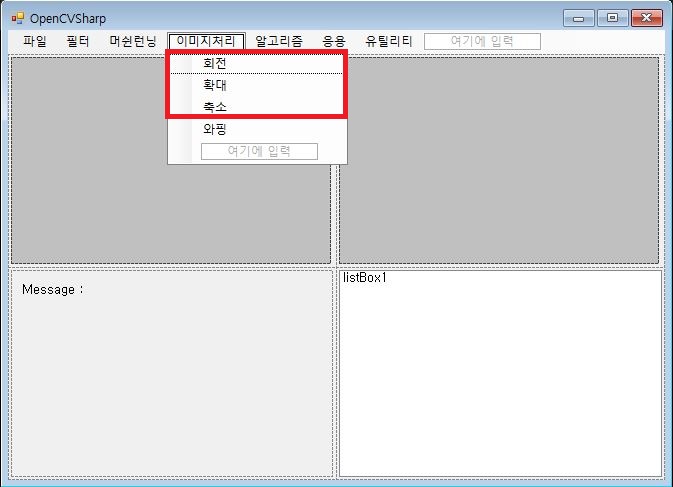 OpenCVSharp
파일 필터 머쉰런닝 이미지처리 알고리즘 응용 유틸리티 여기에 입력
회전
확대
축소
와핑
여기에 입력
Message :
listBox1